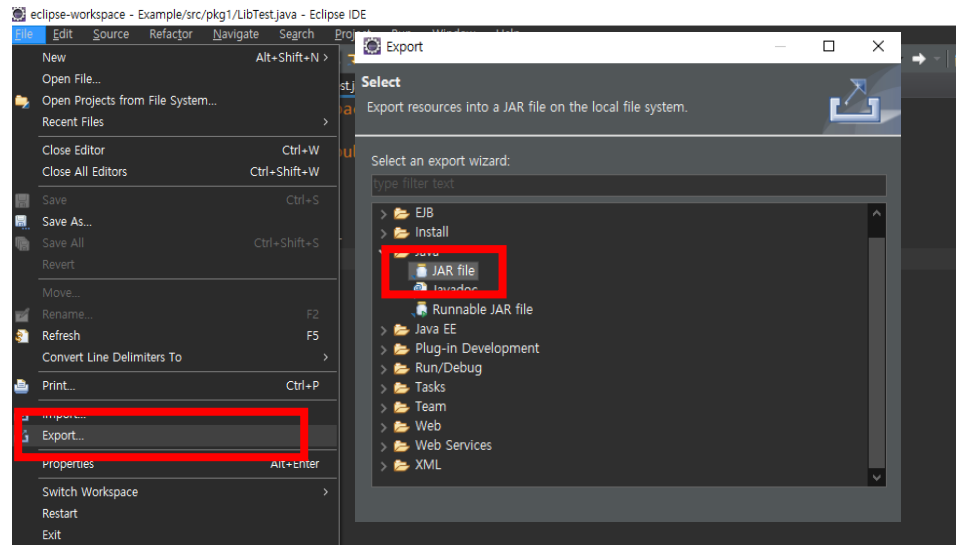 eclipse-workspace - Example/src/pkg1/LibTest.java - Eclipse IDE
File Edit Source Refactor Navigate Search
New Alt+Shift+N >
Open File...
Open Projects from File System...
Recent Files >
Close Editor Ctrl+W
Close All Editors Ctrl+Shift+W
Save Ctrl+S
Save As...
Save All Ctrl+Shift+S
Revert
Move...
Rename... F2
Refresh F5
Convert Line Delimiters To >
Print... Ctrl+P
Import...
Export...
Properties Alt+Enter
Switch Workspace >
Restart
Exit
Export
Select
Export resources into a JAR file on the local file system.
Select an export wizard:
type filter text
> EJB
> Install
Java
JAR file
Javadoc
Runnable JAR file
> Java EE
> Plug-in Development
> Run/Debug
> Tasks
> Team
> Web
> Web Services
> XML